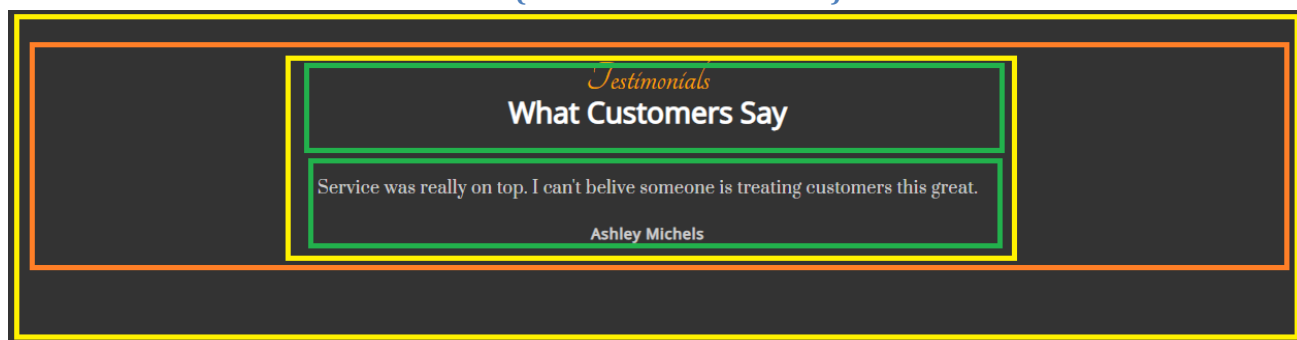 Testimonials
What Customers Say
Service was really on top. I can't belive someone is treating customers this great.
Ashley Michels